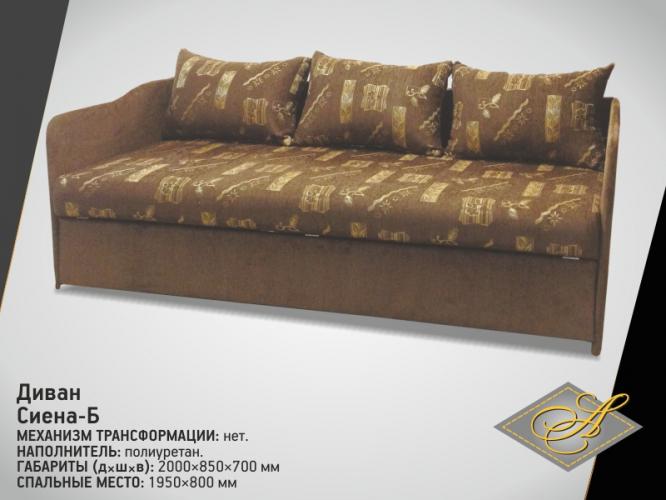 Диван
Сиена-Б
МЕХАНИЗМ ТРАНСФОРМАЦИИ: нет.
НАПОЛНИТЕЛЬ: полиуретан.
ГАБАРИТЫ (д×ш×в): 2000×850×700 мм
СПАЛЬНЫЕ МЕСТО: 1950×800 мм
А